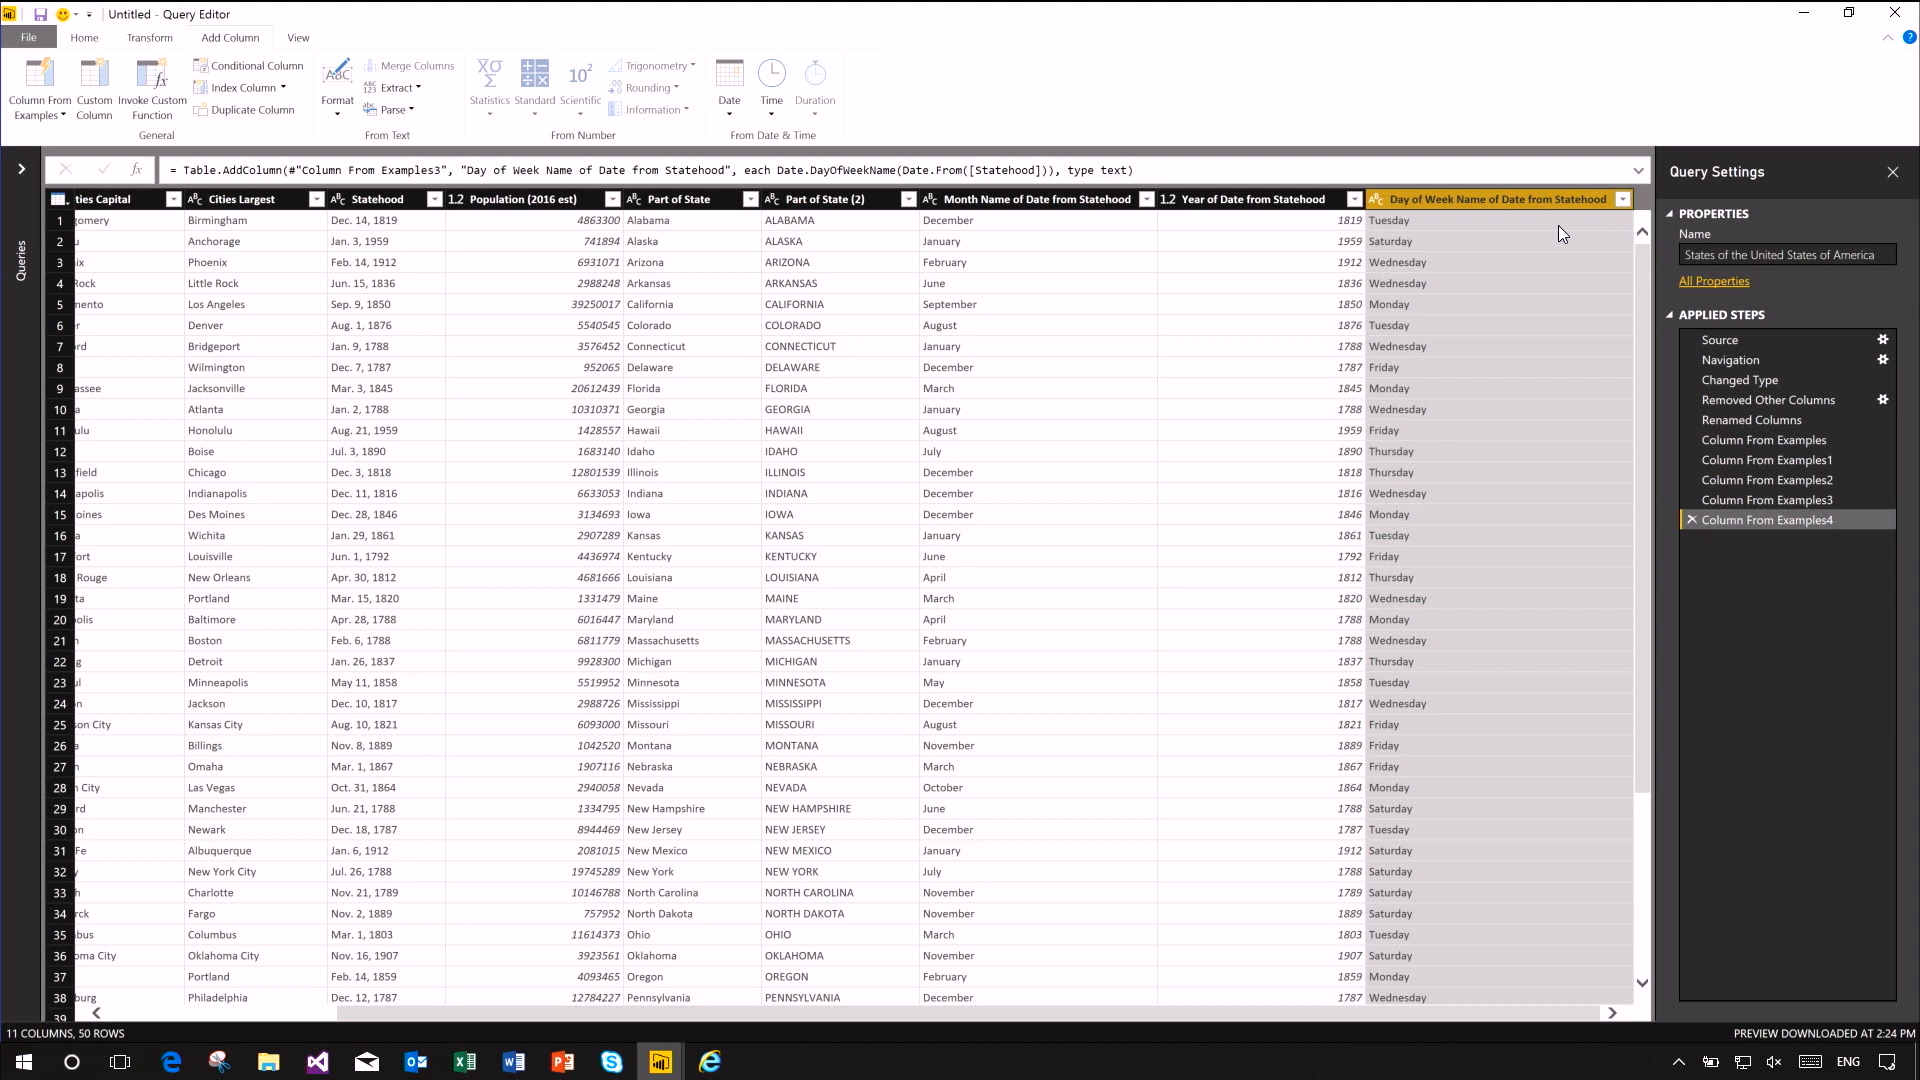 Untitled - Query Editor
File Home Transform Add Column View
Column From Examples Custom Column Invoke Custom Function Conditional Column Index Column Duplicate Column General
Format Merge Columns Extract Parse From Text
Statistics Standard Scientific Trigonometry Rounding Information From Number
Date Time Duration From Date & Time
fx = Table.AddColumn(#"Column From Examples3", "Day of Week Name of Date from Statehood", each Date.DayOfWeekName(Date.From([Statehood])), type text)
Queries
ties Capital Cities Largest Statehood 1.2 Population (2016 est) Part of State Part of State (2) Month Name of Date from Statehood 1.2 Year of Date from Statehood Day of Week Name of Date from Statehood
1 gomery Birmingham Dec. 14, 1819 4863300 Alabama ALABAMA December 1819 Tuesday
2 u Anchorage Jan. 3, 1959 741894 Alaska ALASKA January 1959 Saturday
3 ix Phoenix Feb. 14, 1912 6931071 Arizona ARIZONA February 1912 Wednesday
4 Rock Little Rock Jun. 15, 1836 2988248 Arkansas ARKANSAS June 1836 Wednesday
5 mento Los Angeles Sep. 9, 1850 39250017 California CALIFORNIA September 1850 Monday
6 r Denver Aug. 1, 1876 5540545 Colorado COLORADO August 1876 Tuesday
7 rd Bridgeport Jan. 9, 1788 3576452 Connecticut CONNECTICUT January 1788 Wednesday
8 Wilmington Dec. 7, 1787 952065 Delaware DELAWARE December 1787 Friday
9 assee Jacksonville Mar. 3, 1845 20612439 Florida FLORIDA March 1845 Monday
10 a Atlanta Jan. 2, 1788 10310371 Georgia GEORGIA January 1788 Wednesday
11 ulu Honolulu Aug. 21, 1959 1428557 Hawaii HAWAII August 1959 Friday
12 Boise Jul. 3, 1890 1683140 Idaho IDAHO July 1890 Thursday
13 field Chicago Dec. 3, 1818 12801539 Illinois ILLINOIS December 1818 Thursday
14 apolis Indianapolis Dec. 11, 1816 6633053 Indiana INDIANA December 1816 Wednesday
15 oines Des Moines Dec. 28, 1846 3134693 Iowa IOWA December 1846 Monday
16 a Wichita Jan. 29, 1861 2907289 Kansas KANSAS January 1861 Tuesday
17 fort Louisville Jun. 1, 1792 4436974 Kentucky KENTUCKY June 1792 Friday
18 Rouge New Orleans Apr. 30, 1812 4681666 Louisiana LOUISIANA April 1812 Thursday
19 ta Portland Mar. 15, 1820 1331479 Maine MAINE March 1820 Wednesday
20 polis Baltimore Apr. 28, 1788 6016447 Maryland MARYLAND April 1788 Monday
21 n Boston Feb. 6, 1788 6811779 Massachusetts MASSACHUSETTS February 1788 Wednesday
22 g Detroit Jan. 26, 1837 9928300 Michigan MICHIGAN January 1837 Thursday
23 ul Minneapolis May 11, 1858 5519952 Minnesota MINNESOTA May 1858 Tuesday
24 on Jackson Dec. 10, 1817 2988726 Mississippi MISSISSIPPI December 1817 Wednesday
25 son City Kansas City Aug. 10, 1821 6093000 Missouri MISSOURI August 1821 Friday
26 a Billings Nov. 8, 1889 1042520 Montana MONTANA November 1889 Friday
27 n Omaha Mar. 1, 1867 1907116 Nebraska NEBRASKA March 1867 Friday
28 n City Las Vegas Oct. 31, 1864 2940058 Nevada NEVADA October 1864 Monday
29 rd Manchester Jun. 21, 1788 1334795 New Hampshire NEW HAMPSHIRE June 1788 Saturday
30 on Newark Dec. 18, 1787 8944469 New Jersey NEW JERSEY December 1787 Tuesday
31 Fe Albuquerque Jan. 6, 1912 2081015 New Mexico NEW MEXICO January 1912 Saturday
32 y New York City Jul. 26, 1788 19745289 New York NEW YORK July 1788 Saturday
33 h Charlotte Nov. 21, 1789 10146788 North Carolina NORTH CAROLINA November 1789 Saturday
34 rck Fargo Nov. 2, 1889 757952 North Dakota NORTH DAKOTA November 1889 Saturday
35 bus Columbus Mar. 1, 1803 11614373 Ohio OHIO March 1803 Tuesday
36 oma City Oklahoma City Nov. 16, 1907 3923561 Oklahoma OKLAHOMA November 1907 Saturday
37 Portland Feb. 14, 1859 4093465 Oregon OREGON February 1859 Monday
38 burg Philadelphia Dec. 12, 1787 12784227 Pennsylvania PENNSYLVANIA December 1787 Wednesday
39
Query Settings
PROPERTIES
Name
States of the United States of America
All Properties
APPLIED STEPS
Source
Navigation
Changed Type
Removed Other Columns
Renamed Columns
Column From Examples
Column From Examples1
Column From Examples2
Column From Examples3
Column From Examples4
11 COLUMNS, 50 ROWS
PREVIEW DOWNLOADED AT 2:24 PM
ENG